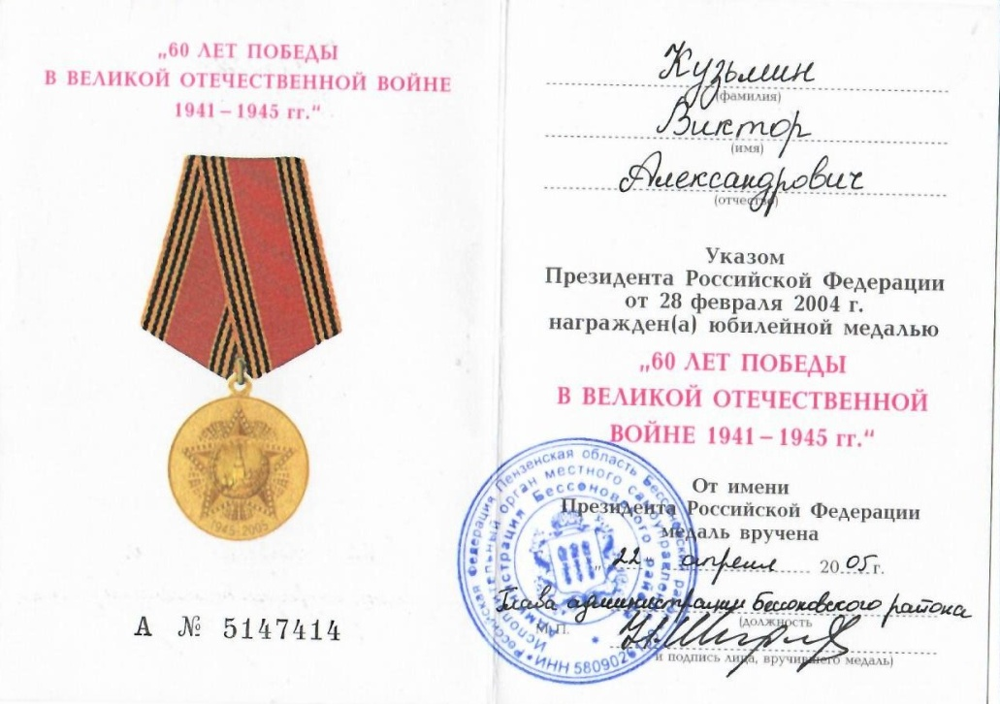 „60 ЛЕТ ПОБЕДЫ
В ВЕЛИКОЙ ОТЕЧЕСТВЕННОЙ ВОЙНЕ
1941 – 1945 гг.“
1945-2005
А № 5147414
Кузьмин
(фамилия)
Виктор
(имя)
Александрович
(отчество)
Указом
Президента Российской Федерации
от 28 февраля 2004 г.
награжден(а) юбилейной медалью
„60 ЛЕТ ПОБЕДЫ
В ВЕЛИКОЙ ОТЕЧЕСТВЕННОЙ
ВОЙНЕ 1941 – 1945 гг.“
От имени
Президента Российской Федерации
медаль вручена
„22“ апреля 2005 г.
Глава администрации Бессоновского района
(должность
М.П.
и подпись лица, вручившего медаль)
Российская Федерация Пензенская область Бессоновский район
Исполнительный орган местного самоуправления
Администрация Бессоновского района
ИНН 5809026